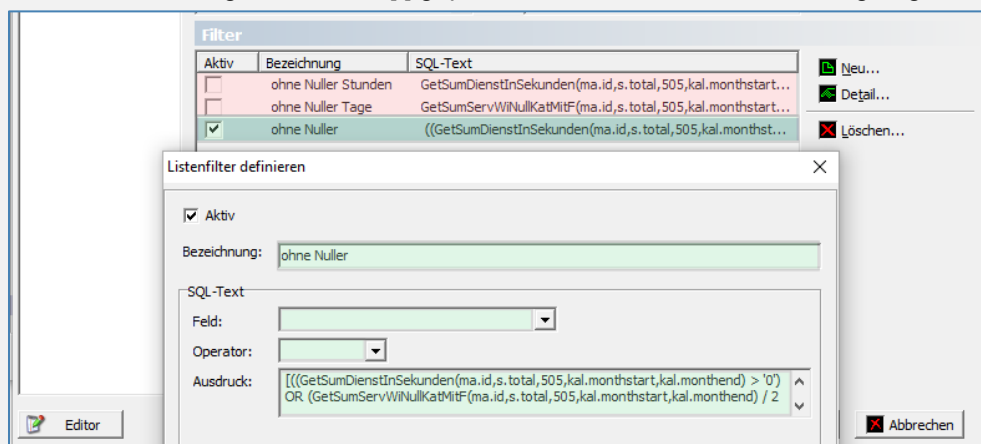 Filter
Aktiv Bezeichnung SQL-Text
ohne Nuller Stunden GetSumDienstInSekunden(ma.id,s.total,505,kal.monthstart...
ohne Nuller Tage GetSumServWiNullKatMitF(ma.id,s.total,505,kal.monthstart...
ohne Nuller ((GetSumDienstInSekunden(ma.id,s.total,505,kal.monthst...
Neu...
Detail...
Löschen...
Listenfilter definieren
Aktiv
Bezeichnung: ohne Nuller
SQL-Text
Feld:
Operator:
Ausdruck: [((GetSumDienstInSekunden(ma.id,s.total,505,kal.monthstart,kal.monthend) > '0')
OR (GetSumServWiNullKatMitF(ma.id,s.total,505,kal.monthstart,kal.monthend) / 2
Editor
Abbrechen